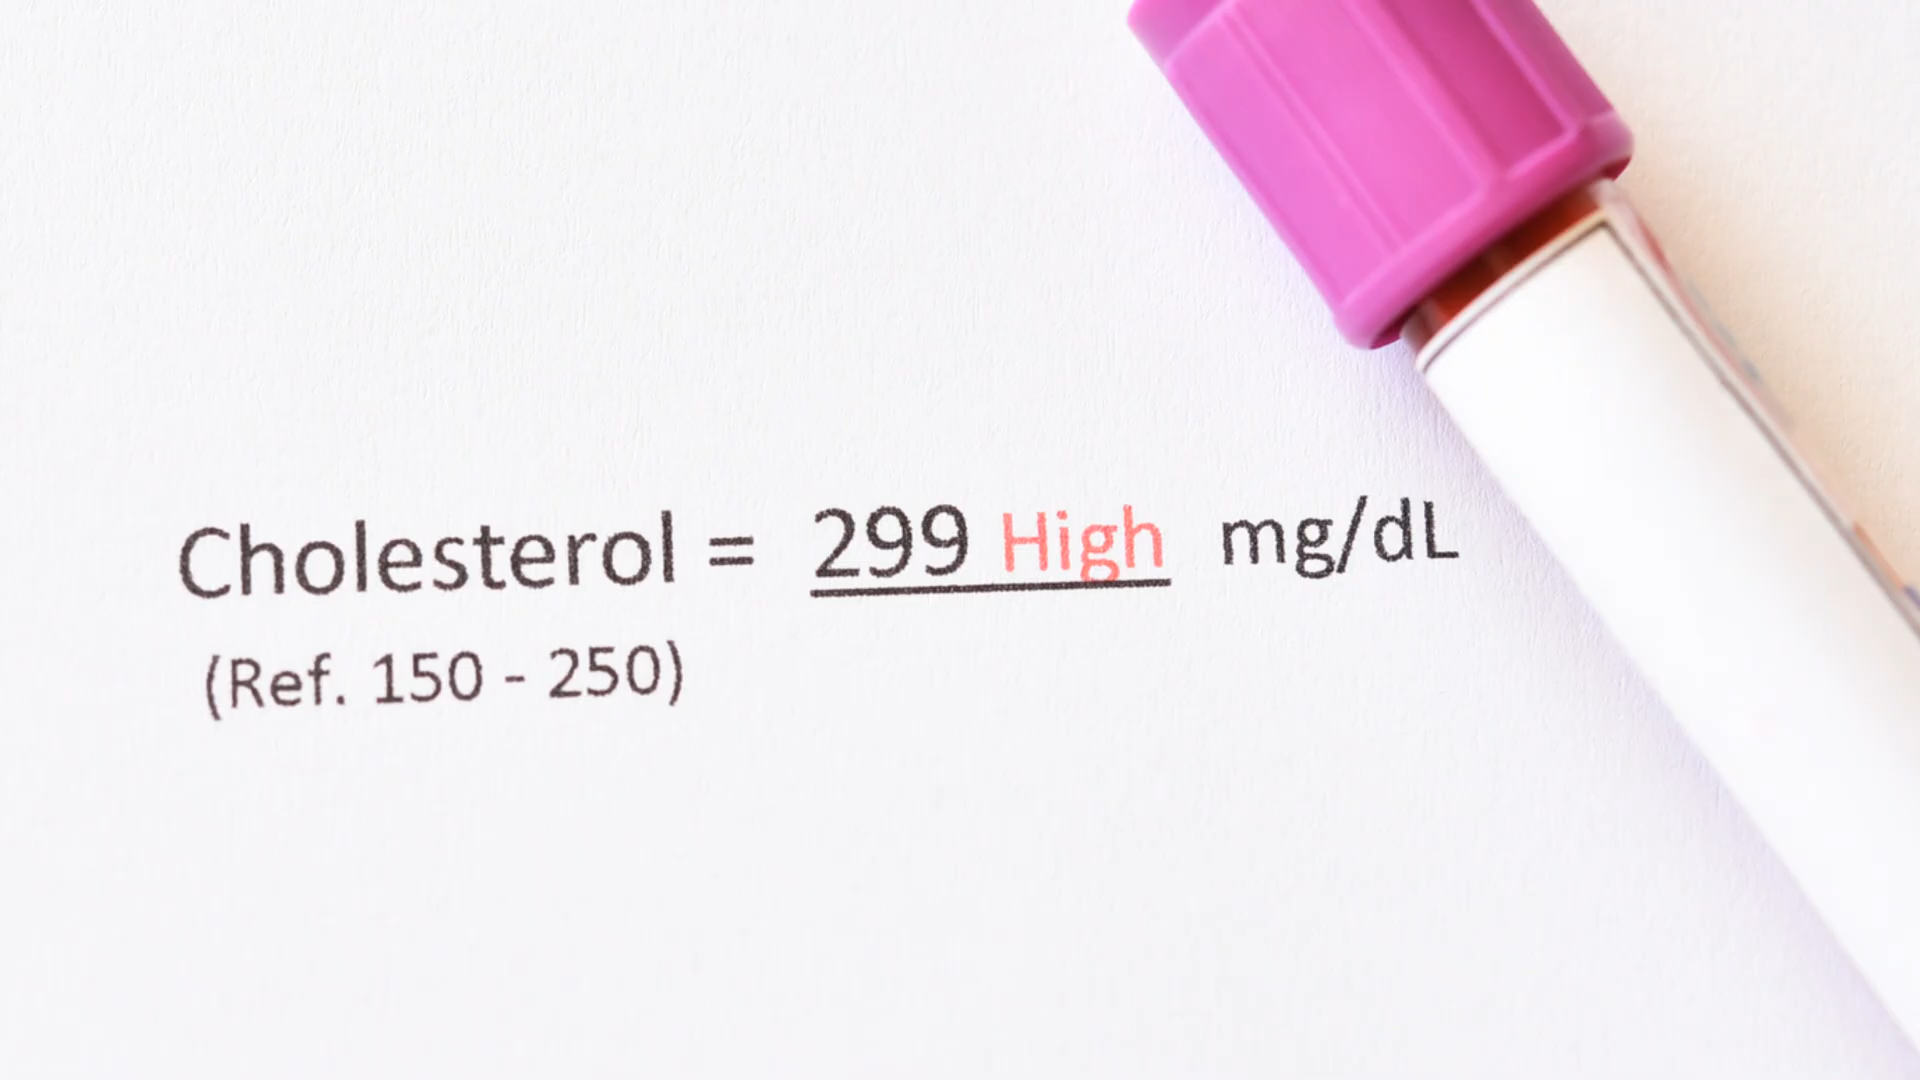 Cholesterol = 299 High mg/dL
(Ref. 150 - 250)